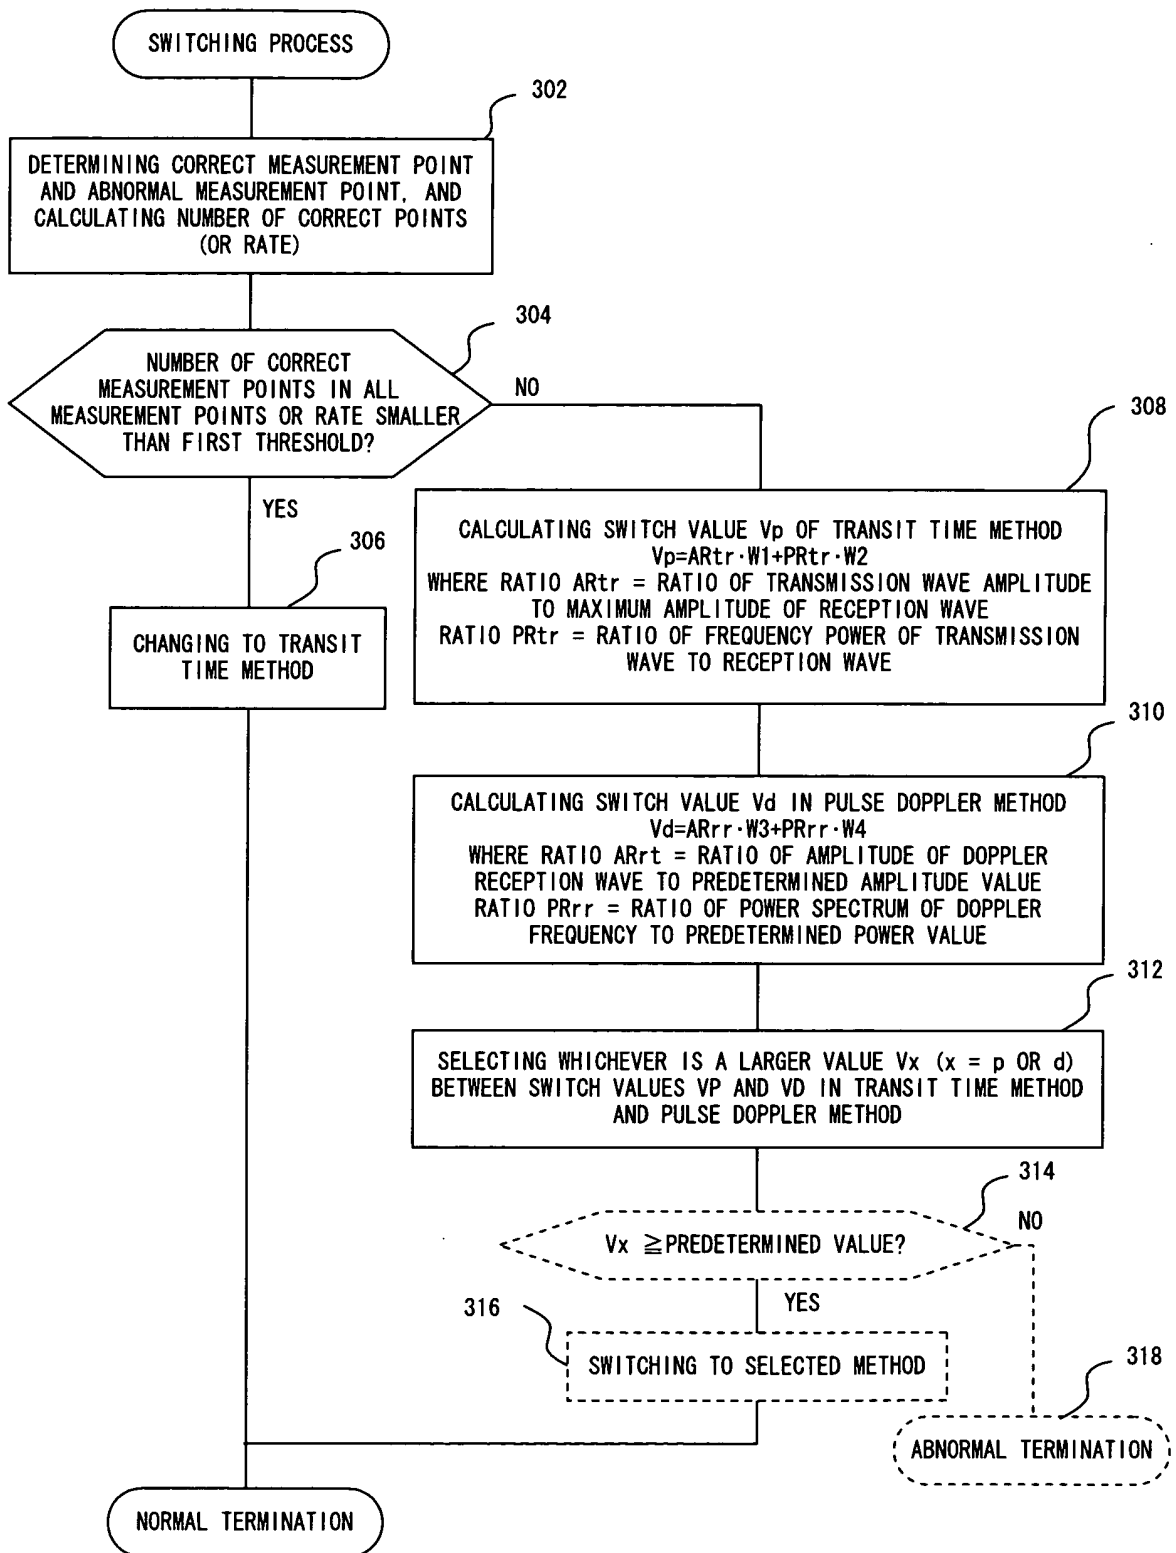 SWITCHING PROCESS
302
DETERMINING CORRECT MEASUREMENT POINT
AND ABNORMAL MEASUREMENT POINT, AND
CALCULATING NUMBER OF CORRECT POINTS
(OR RATE)
304
NUMBER OF CORRECT
MEASUREMENT POINTS IN ALL
MEASUREMENT POINTS OR RATE SMALLER
THAN FIRST THRESHOLD?
NO
YES
306
CHANGING TO TRANSIT
TIME METHOD
308
CALCULATING SWITCH VALUE Vp OF TRANSIT TIME METHOD
Vp=ARtr·W1+PRtr·W2
WHERE RATIO ARtr = RATIO OF TRANSMISSION WAVE AMPLITUDE
TO MAXIMUM AMPLITUDE OF RECEPTION WAVE
RATIO PRtr = RATIO OF FREQUENCY POWER OF TRANSMISSION
WAVE TO RECEPTION WAVE
310
CALCULATING SWITCH VALUE Vd IN PULSE DOPPLER METHOD
Vd=ARrr·W3+PRrr·W4
WHERE RATIO ARrt = RATIO OF AMPLITUDE OF DOPPLER
RECEPTION WAVE TO PREDETERMINED AMPLITUDE VALUE
RATIO PRrr = RATIO OF POWER SPECTRUM OF DOPPLER
FREQUENCY TO PREDETERMINED POWER VALUE
312
SELECTING WHICHEVER IS A LARGER VALUE Vx (x = p OR d)
BETWEEN SWITCH VALUES VP AND VD IN TRANSIT TIME METHOD
AND PULSE DOPPLER METHOD
314
Vx ≧PREDETERMINED VALUE?
NO
YES
316
SWITCHING TO SELECTED METHOD
318
ABNORMAL TERMINATION
NORMAL TERMINATION